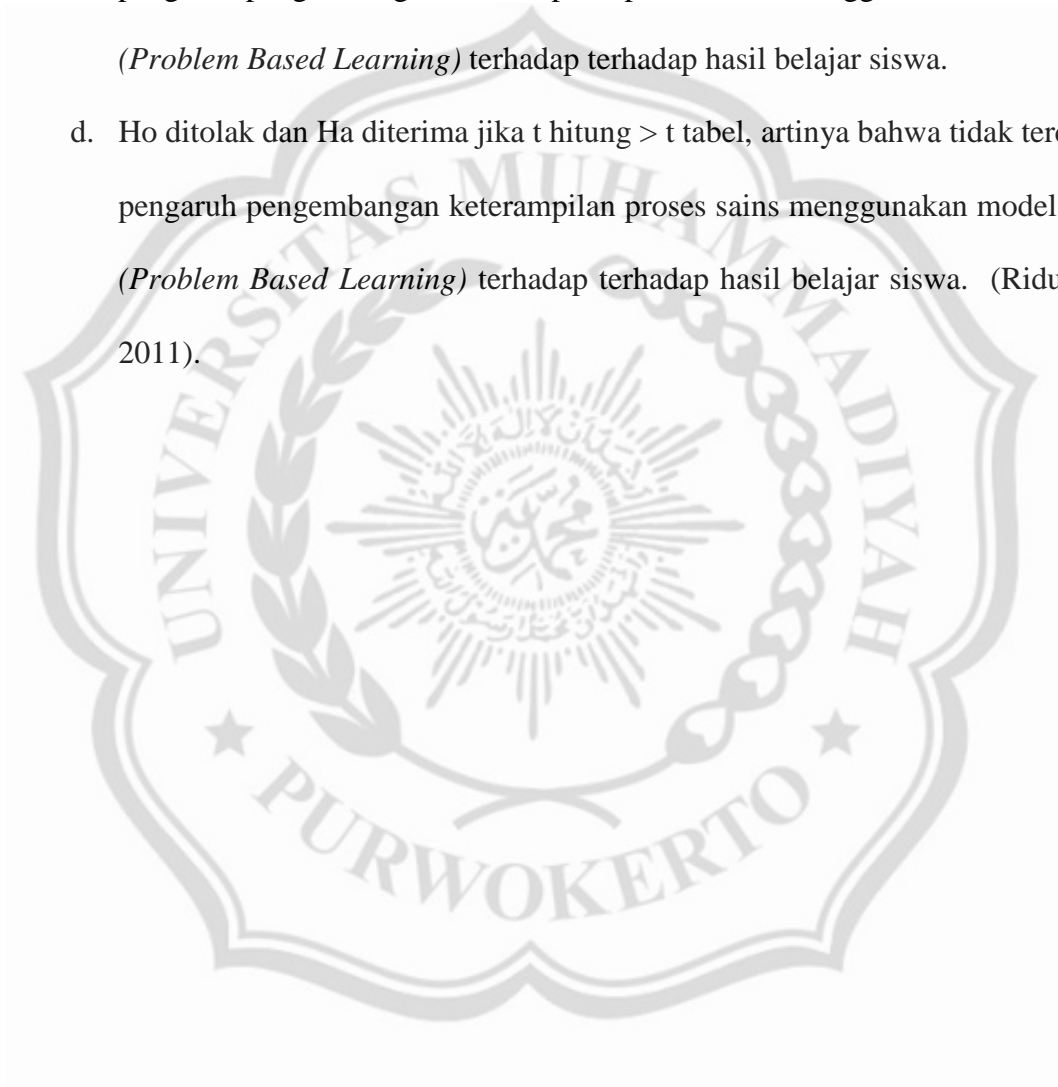 (Problem Based Learning) terhadap terhadap hasil belajar siswa.
d. Ho ditolak dan Ha diterima jika t hitung > t tabel, artinya bahwa tidak
pengaruh pengembangan keterampilan proses sains menggunakan model
(Problem Based Learning) terhadap terhadap hasil belajar siswa. (Ridu
2011).
UNIVERSITAS MUHAMMADIYAH
PURWOKERTO